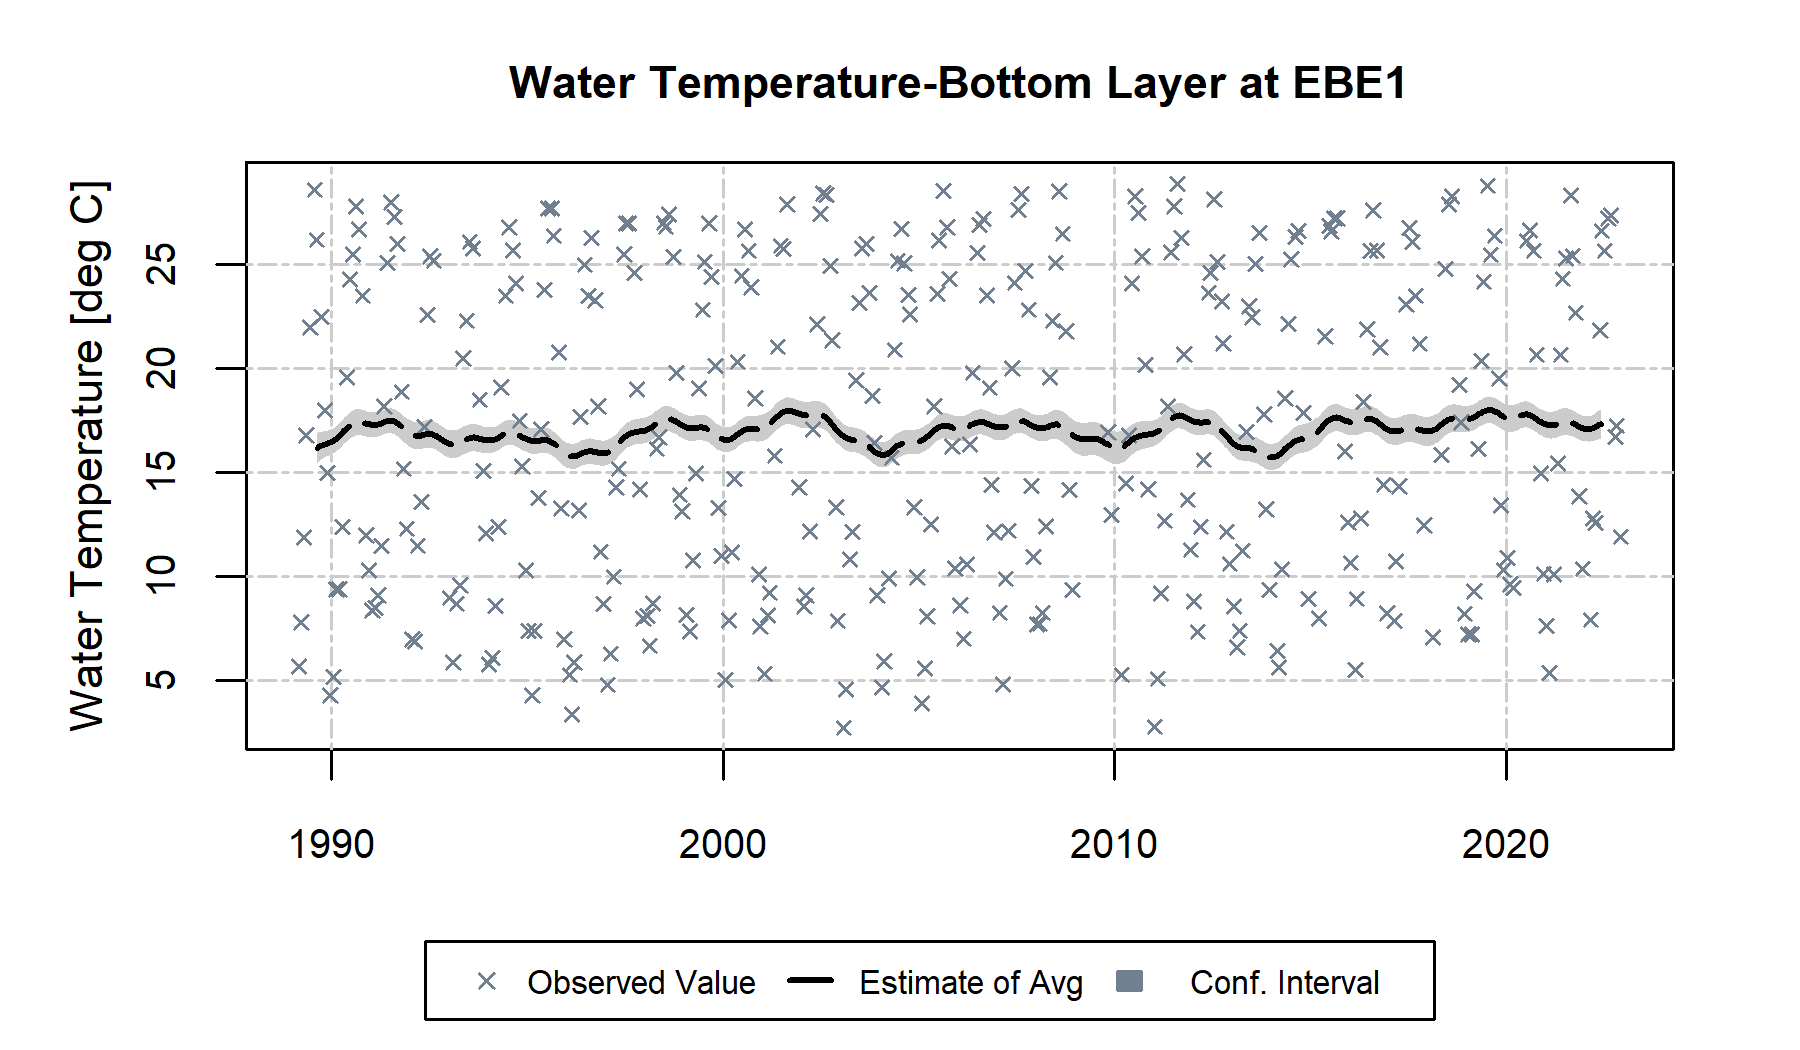 Water Temperature-Bottom Layer at EBE1
Water Temperature [deg C]
25
20
15
10
5
1990 2000 2010 2020
Observed Value Estimate of Avg Conf. Interval